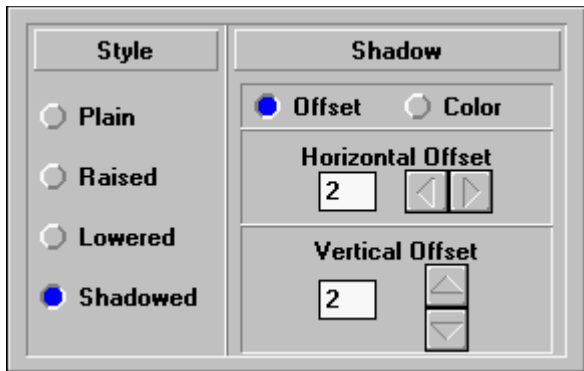 Style
Plain
Raised
Lowered
Shadowed
Shadow
Offset Color
Horizontal Offset
2
Vertical Offset
2